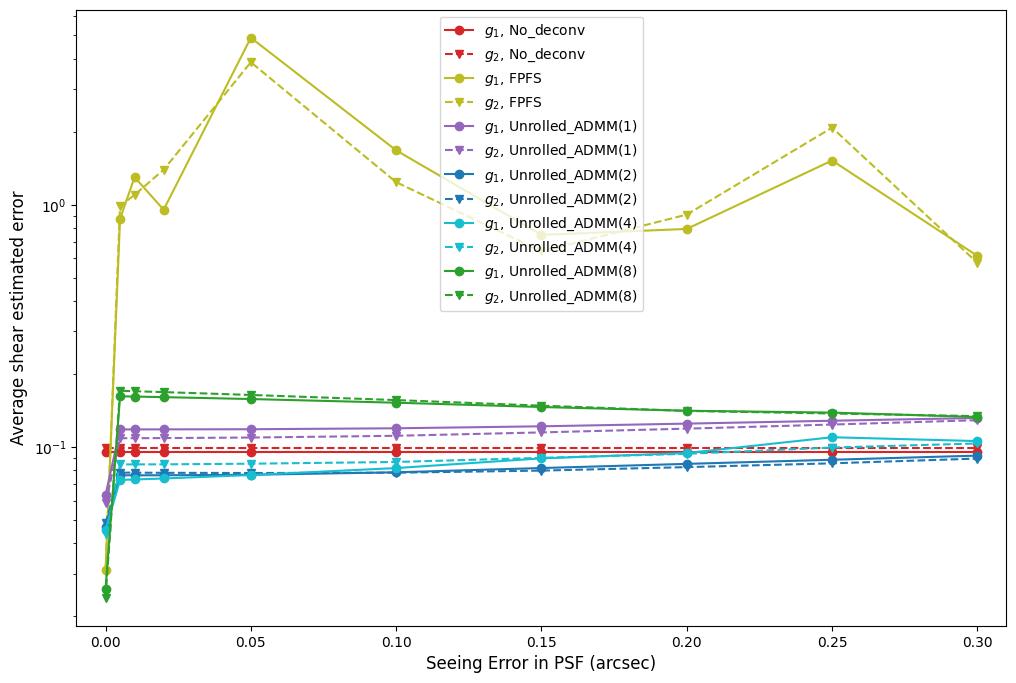 g₁, No_deconv
g₂, No_deconv
g₁, FPFS
g₂, FPFS
g₁, Unrolled_ADMM(1)
g₂, Unrolled_ADMM(1)
g₁, Unrolled_ADMM(2)
g₂, Unrolled_ADMM(2)
g₁, Unrolled_ADMM(4)
g₂, Unrolled_ADMM(4)
g₁, Unrolled_ADMM(8)
g₂, Unrolled_ADMM(8)
Average shear estimated error
10⁰
10⁻¹
0.00 0.05 0.10 0.15 0.20 0.25 0.30
Seeing Error in PSF (arcsec)